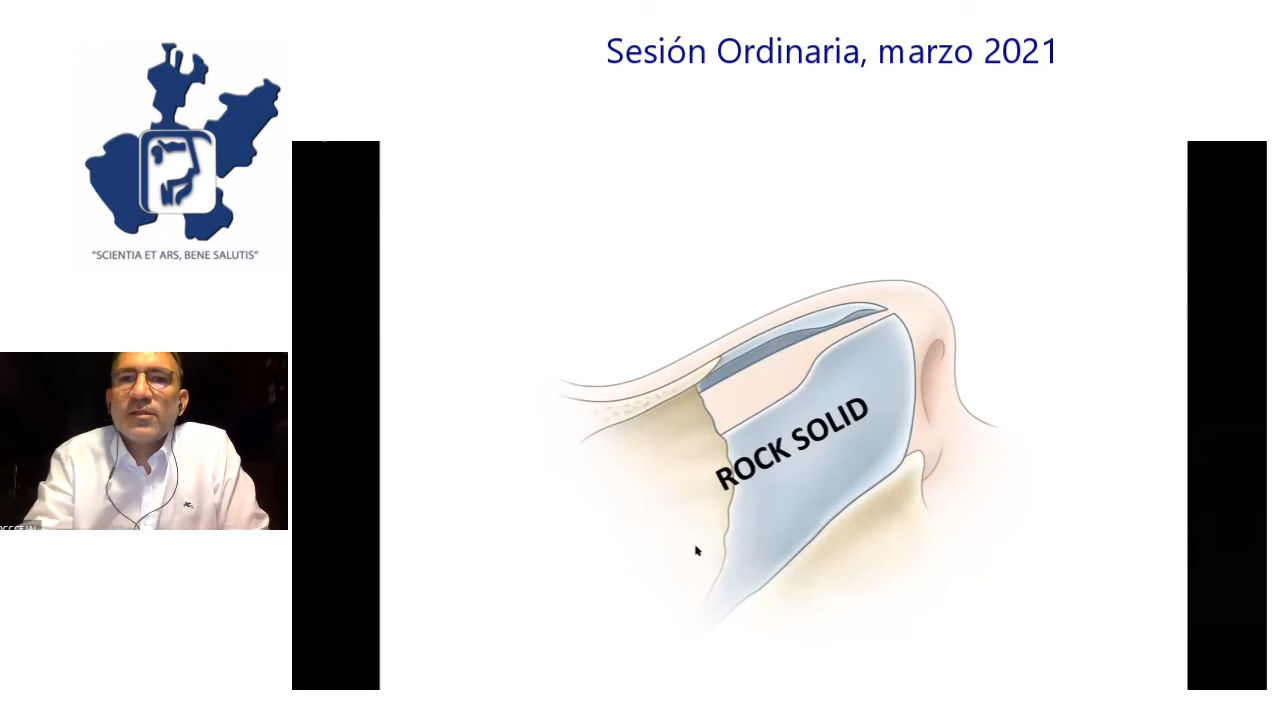 Sesión Ordinaria, marzo 2021
"SCIENTIA ET ARS, BENE SALUTIS"
ROCK SOLID